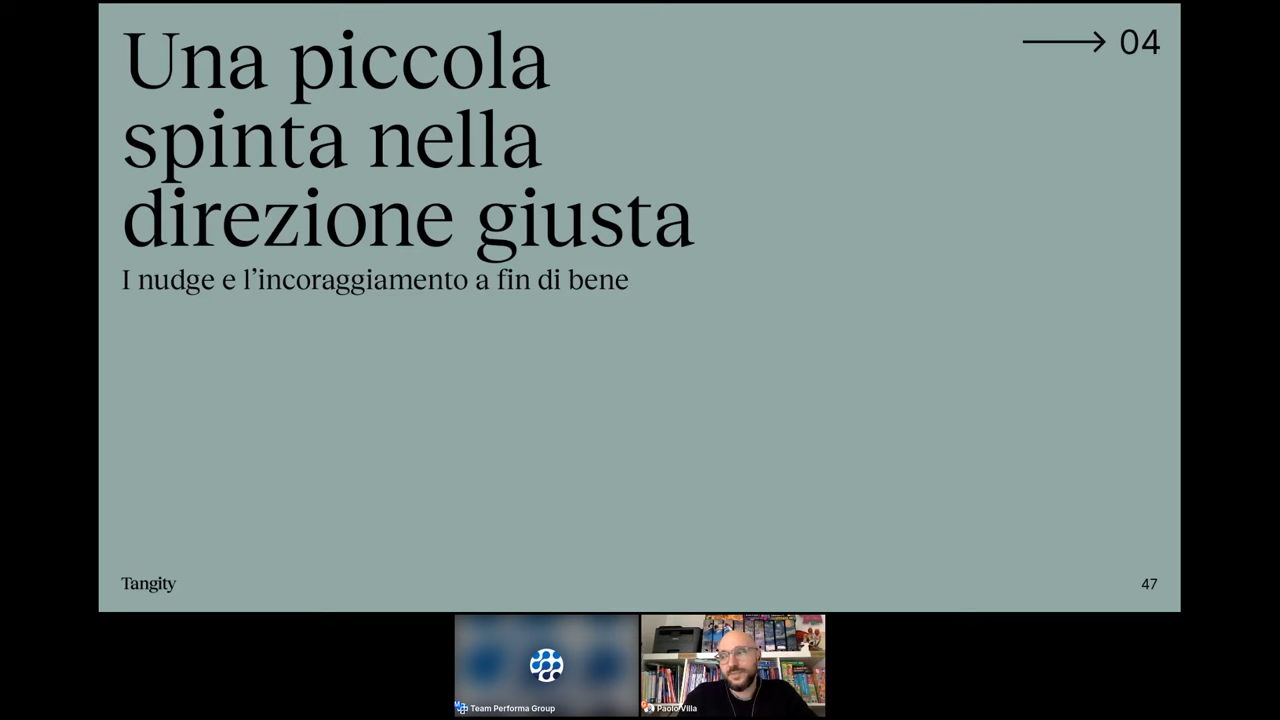 Una piccola
spinta nella
direzione giusta
I nudge e l’incoraggiamento a fin di bene
04
Tangity
47
Team Performa Group
Paolo Villa